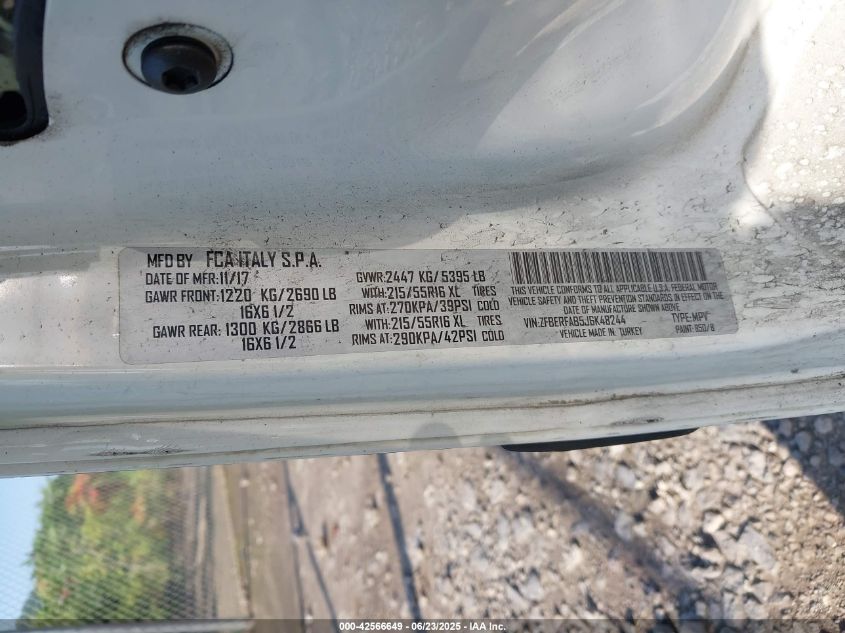 MFD BY FCA ITALY S.P.A.
DATE OF MFR: 11/17 GVWR: 2447 KG/5395 LB
GAWR FRONT: 1220 KG/2690 LB WITH: 215/55R16 XL TIRES
16X6 1/2 RIMS AT: 270KPA/39PSI COLD
GAWR REAR: 1300 KG/2866 LB WITH: 215/55R16 XL TIRES
16X6 1/2 RIMS AT: 290KPA/42PSI COLD
THIS VEHICLE CONFORMS TO ALL APPLICABLE U.S.A. FEDERAL MOTOR
VEHICLE SAFETY, BUMPER, AND THEFT PREVENTION STANDARDS IN
EFFECT ON THE DATE OF MANUFACTURE SHOWN ABOVE
VIN: ZFBERFAB5J6K48244 TYPE: MPV
VEHICLE MADE IN: TURKEY PAINT: 850/B
000-42566649 - 06/23/2025 - IAA Inc.